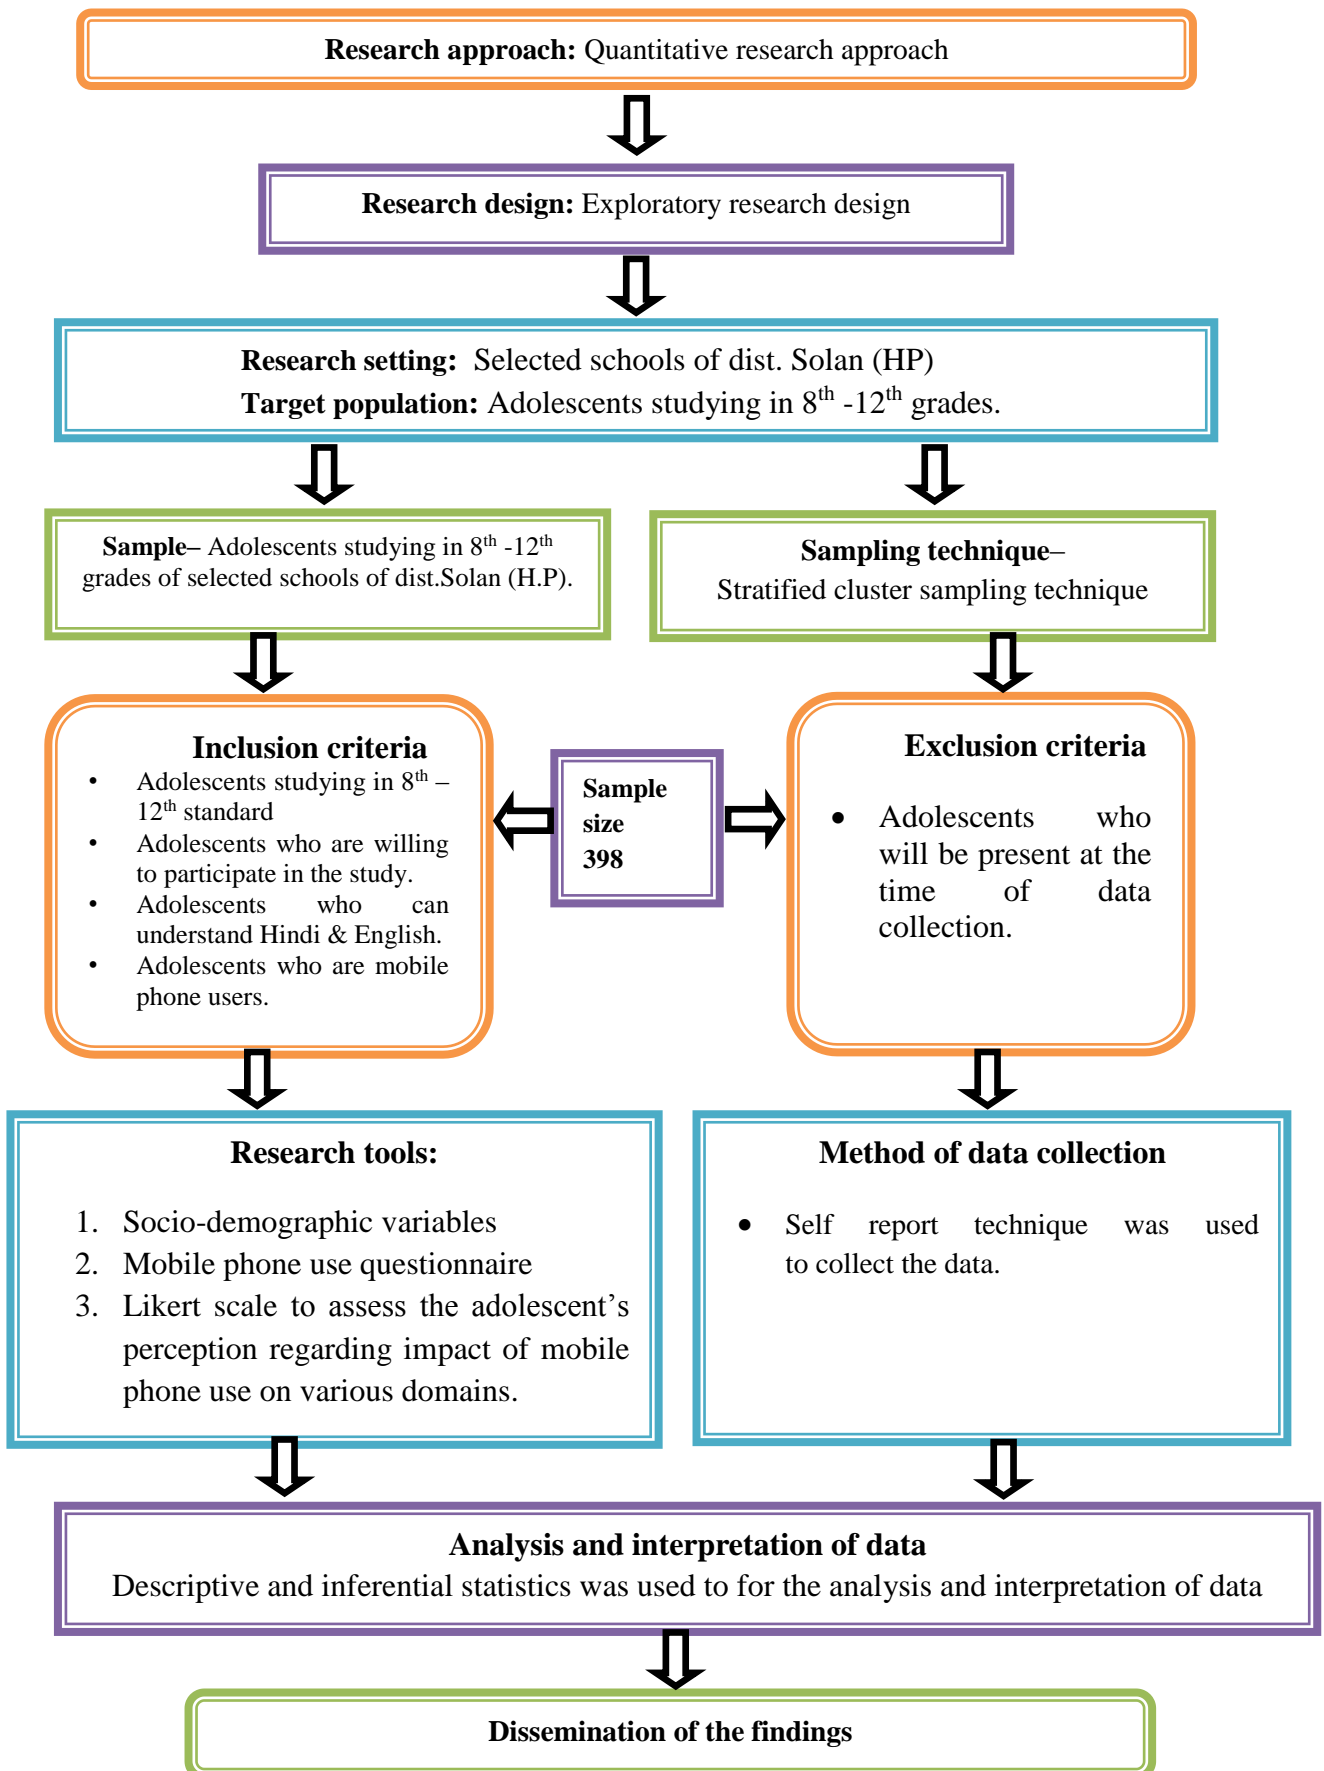 Research approach: Quantitative research approach
Research design: Exploratory research design
Research setting: Selected schools of dist. Solan (HP)
Target population: Adolescents studying in 8th -12th grades.
Sample– Adolescents studying in 8th -12th
grades of selected schools of dist.Solan (H.P).
Sampling technique–
Stratified cluster sampling technique
Inclusion criteria
• Adolescents studying in 8th –
12th standard
• Adolescents who are willing
to participate in the study.
• Adolescents who can
understand Hindi & English.
• Adolescents who are mobile
phone users.
Sample
size
398
Exclusion criteria
• Adolescents who
will be present at the
time of data
collection.
Research tools:
1. Socio-demographic variables
2. Mobile phone use questionnaire
3. Likert scale to assess the adolescent’s
perception regarding impact of mobile
phone use on various domains.
Method of data collection
• Self report technique was used
to collect the data.
Analysis and interpretation of data
Descriptive and inferential statistics was used to for the analysis and interpretation of data
Dissemination of the findings